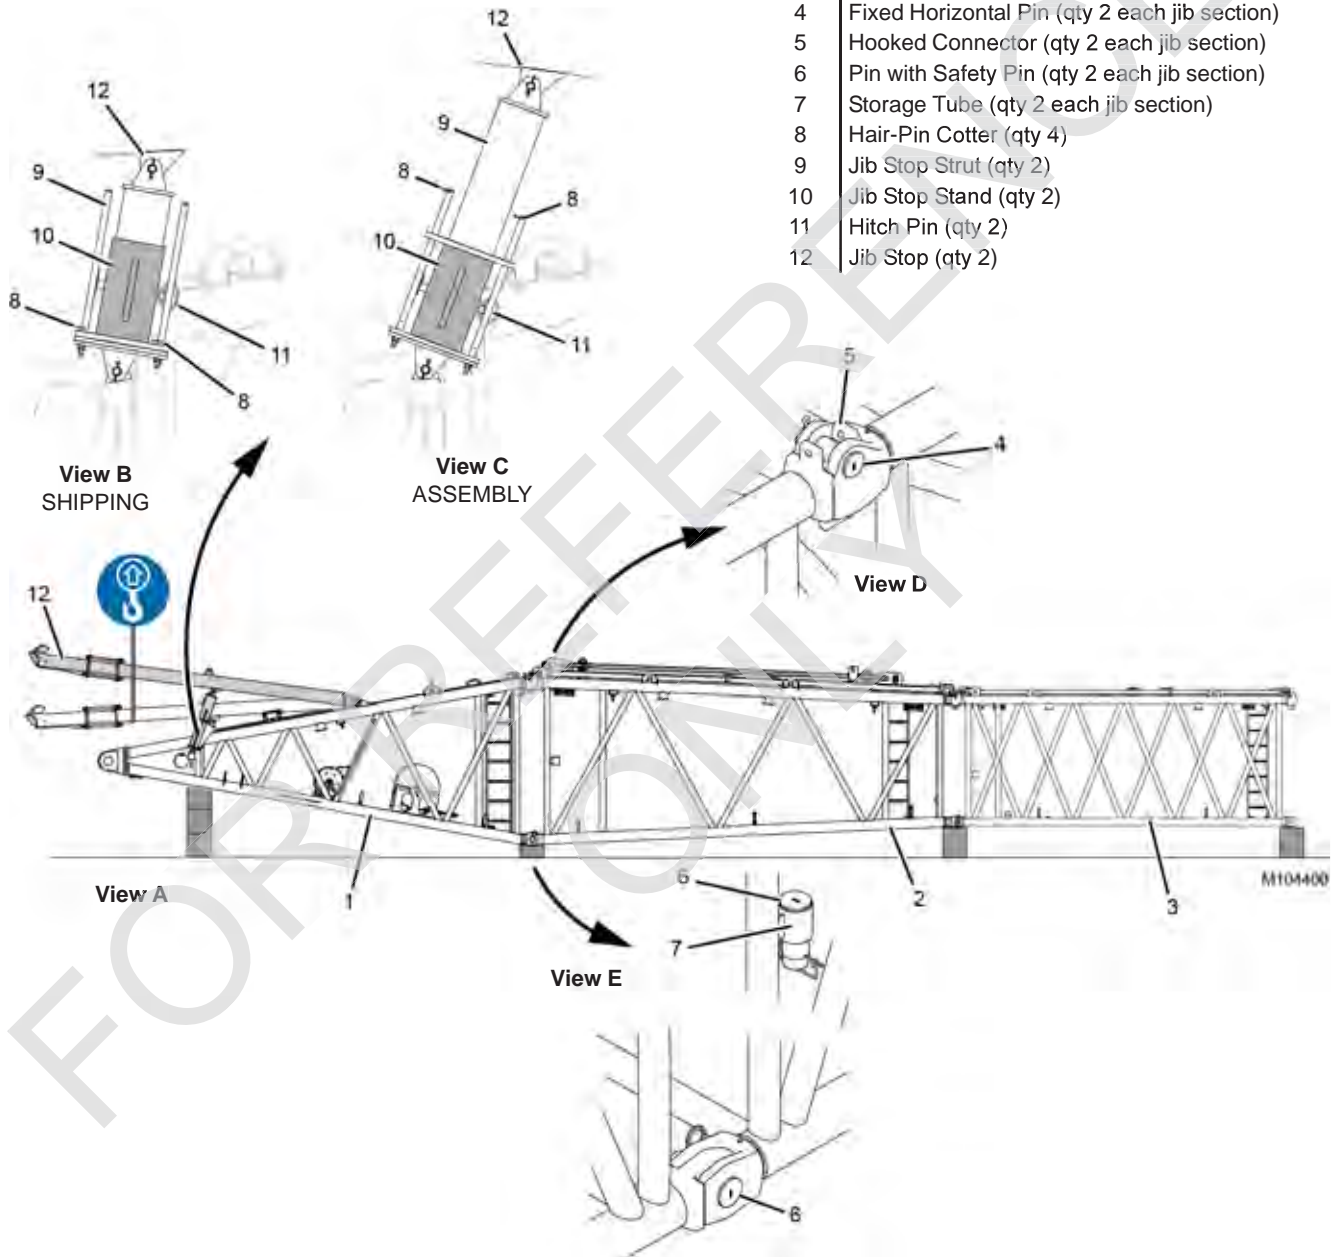 4 Fixed Horizontal Pin (qty 2 each jib section)
5 Hooked Connector (qty 2 each jib section)
6 Pin with Safety Pin (qty 2 each jib section)
7 Storage Tube (qty 2 each jib section)
8 Hair-Pin Cotter (qty 4)
9 Jib Stop Strut (qty 2)
10 Jib Stop Stand (qty 2)
11 Hitch Pin (qty 2)
12 Jib Stop (qty 2)
12
9
10
8
11
8
View B
SHIPPING
12
9
8
8
10
11
View C
ASSEMBLY
5
4
View D
12
1
2
3
M104400
View A
6
7
View E
6
FOR REFERENCE
ONLY